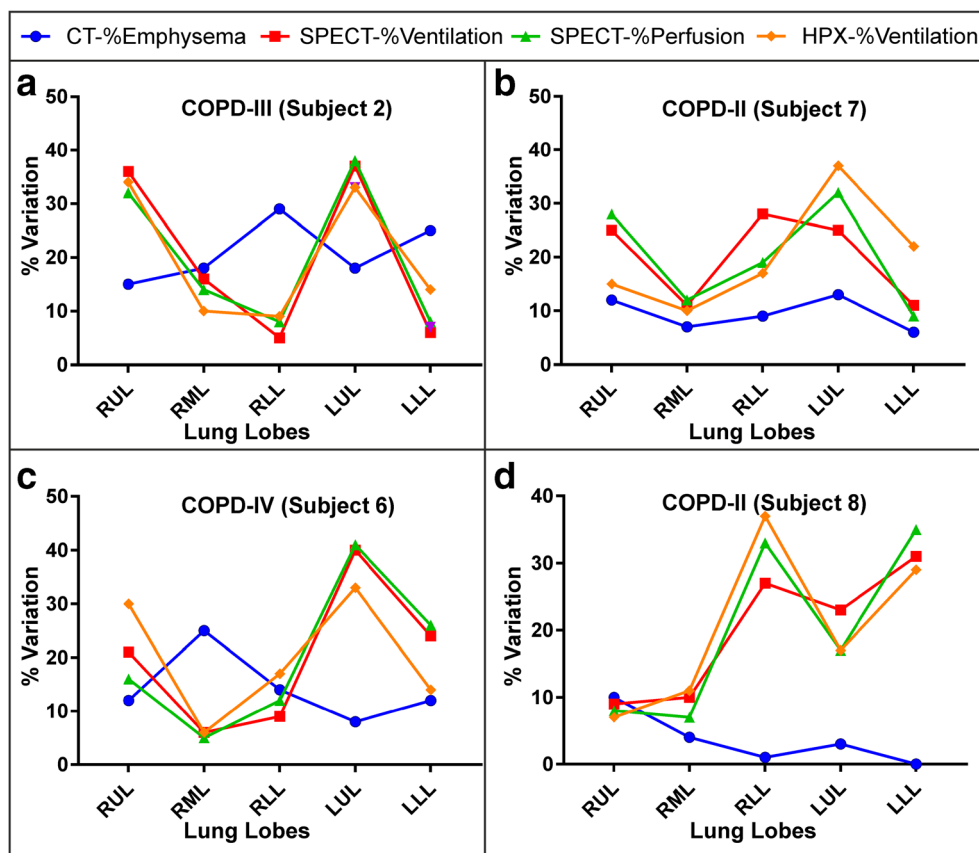 CT-%Emphysema SPECT-%Ventilation SPECT-%Perfusion HPX-%Ventilation
a
COPD-III (Subject 2)
% Variation
50
40
30
20
10
0
RUL RML RLL LUL LLL
Lung Lobes
b
COPD-II (Subject 7)
% Variation
50
40
30
20
10
0
RUL RML RLL LUL LLL
Lung Lobes
c
COPD-IV (Subject 6)
% Variation
50
40
30
20
10
0
RUL RML RLL LUL LLL
Lung Lobes
d
COPD-II (Subject 8)
% Variation
40
30
20
10
0
RUL RML RLL LUL LLL
Lung Lobes